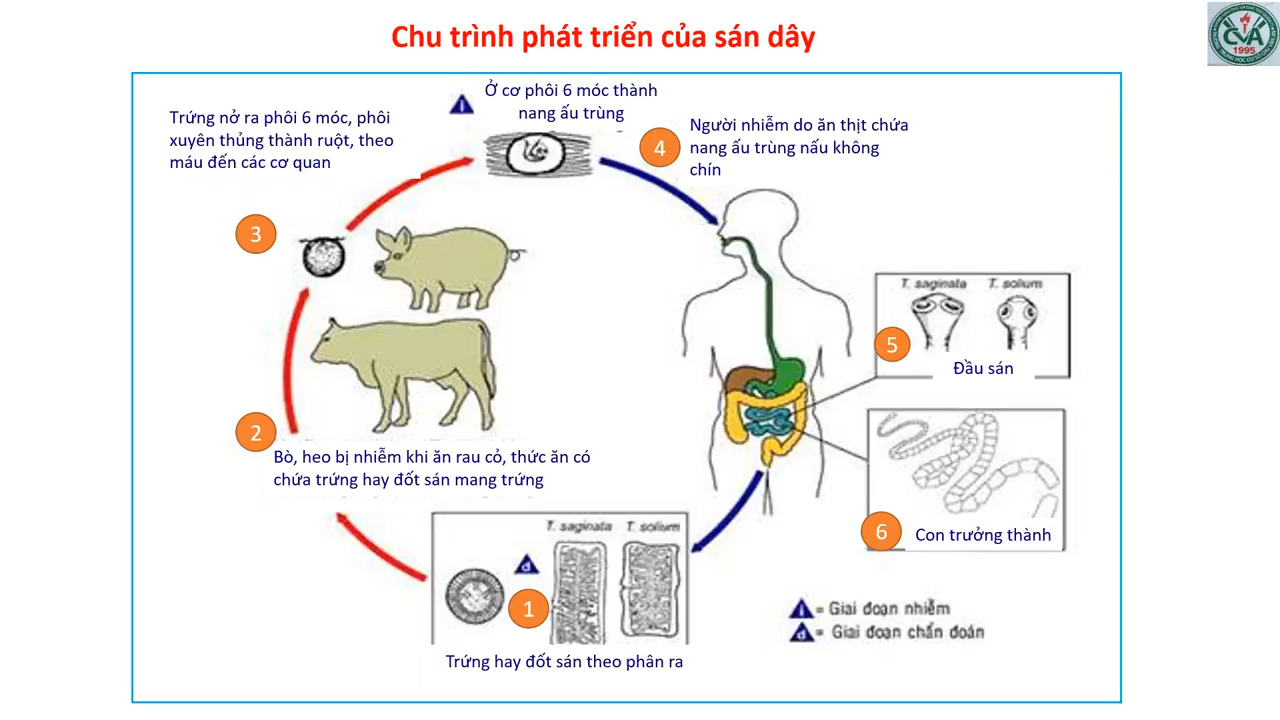 Chu trình phát triển của sán dây
CVA
1995
Trứng nở ra phôi 6 móc, phôi
xuyên thủng thành ruột, theo
máu đến các cơ quan
i
Ở cơ phôi 6 móc thành
nang ấu trùng
4
Người nhiễm do ăn thịt chứa
nang ấu trùng nấu không
chín
3
T. saginata T. solium
5
Đầu sán
2
Bò, heo bị nhiễm khi ăn rau cỏ, thức ăn có
chứa trứng hay đốt sán mang trứng
6
Con trưởng thành
T. saginata T. solium
d
1
Trứng hay đốt sán theo phân ra
i = Giai đoạn nhiễm
d = Giai đoạn chẩn đoán